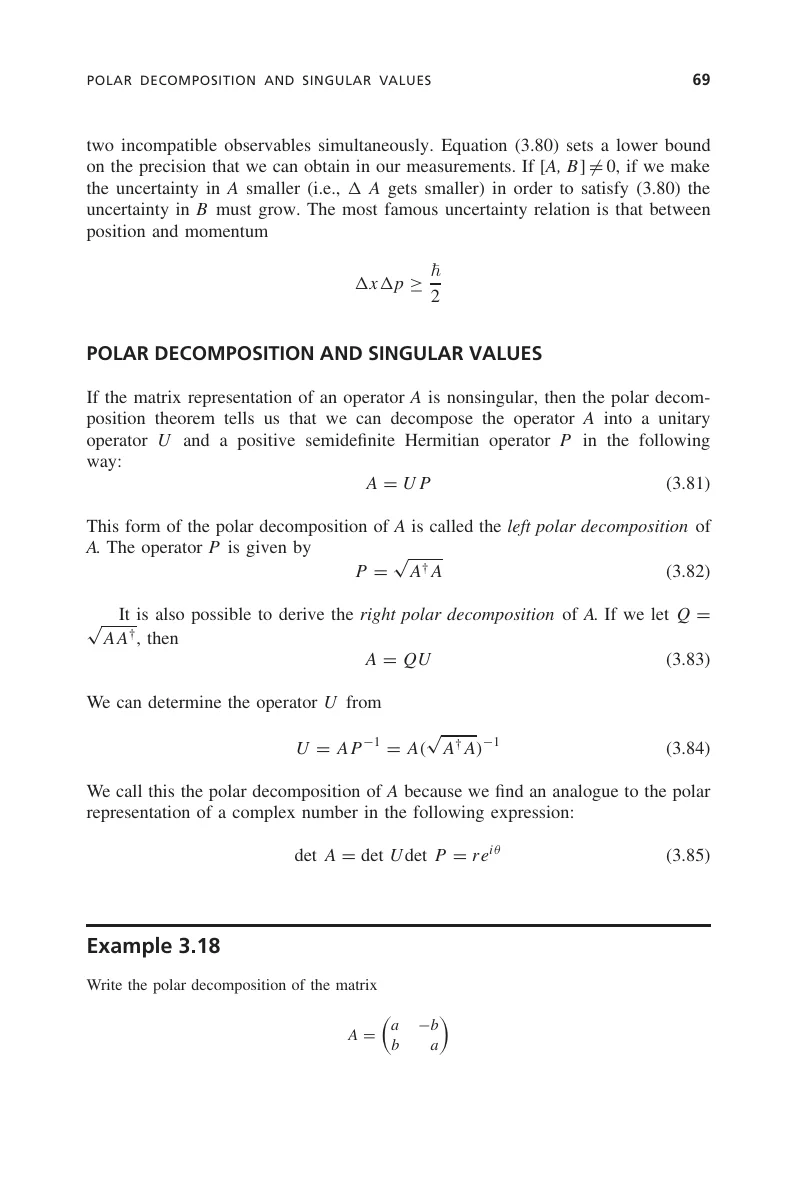 POLAR DECOMPOSITION AND SINGULAR VALUES 69
two incompatible observables simultaneously. Equation (3.80) sets a lower bound
on the precision that we can obtain in our measurements. If [A, B] ≠ 0, if we make
the uncertainty in A smaller (i.e., Δ A gets smaller) in order to satisfy (3.80) the
uncertainty in B must grow. The most famous uncertainty relation is that between
position and momentum
ΔxΔp ≥ ħ/2
POLAR DECOMPOSITION AND SINGULAR VALUES
If the matrix representation of an operator A is nonsingular, then the polar decom-
position theorem tells us that we can decompose the operator A into a unitary
operator U and a positive semidefinite Hermitian operator P in the following
way:
A = UP (3.81)
This form of the polar decomposition of A is called the left polar decomposition of
A. The operator P is given by
P = √(A†A) (3.82)
It is also possible to derive the right polar decomposition of A. If we let Q =
√(AA†), then
A = QU (3.83)
We can determine the operator U from
U = AP⁻¹ = A(√(A†A))⁻¹ (3.84)
We call this the polar decomposition of A because we find an analogue to the polar
representation of a complex number in the following expression:
det A = det Udet P = re^{iθ} (3.85)
Example 3.18
Write the polar decomposition of the matrix
A = (a −b
b a)